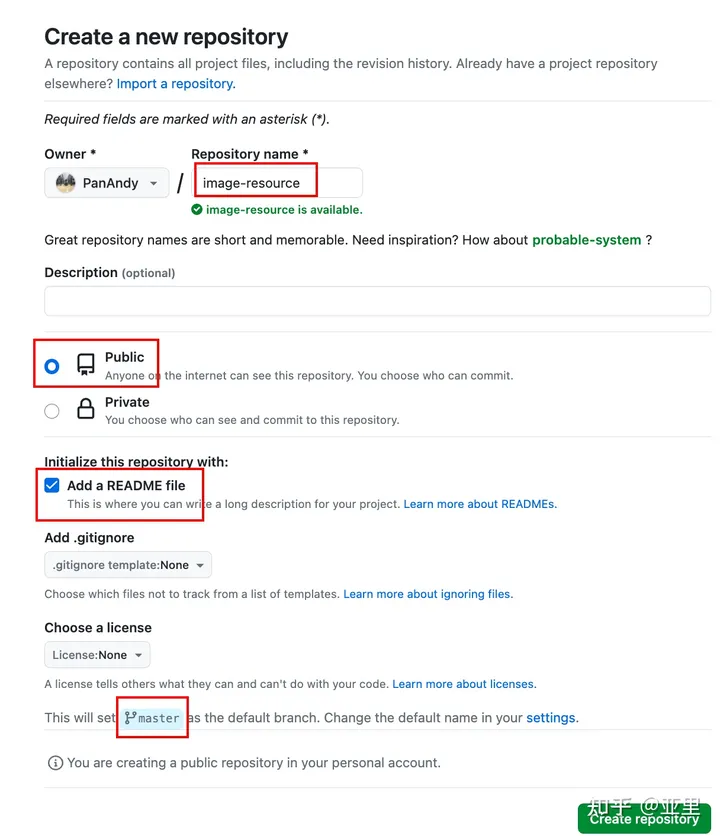 Create a new repository
A repository contains all project files, including the revision history. Already have a project repository
elsewhere? Import a repository.
Required fields are marked with an asterisk (*).
Owner * Repository name *
PanAndy / image-resource
image-resource is available.
Great repository names are short and memorable. Need inspiration? How about probable-system ?
Description (optional)
Public
Anyone on the internet can see this repository. You choose who can commit.
Private
You choose who can see and commit to this repository.
Initialize this repository with:
Add a README file
This is where you can write a long description for your project. Learn more about READMEs.
Add .gitignore
.gitignore template:None
Choose which files not to track from a list of templates. Learn more about ignoring files.
Choose a license
License:None
A license tells others what they can and can't do with your code. Learn more about licenses.
This will set master as the default branch. Change the default name in your settings.
You are creating a public repository in your personal account.
知乎 @亚里
Create repository